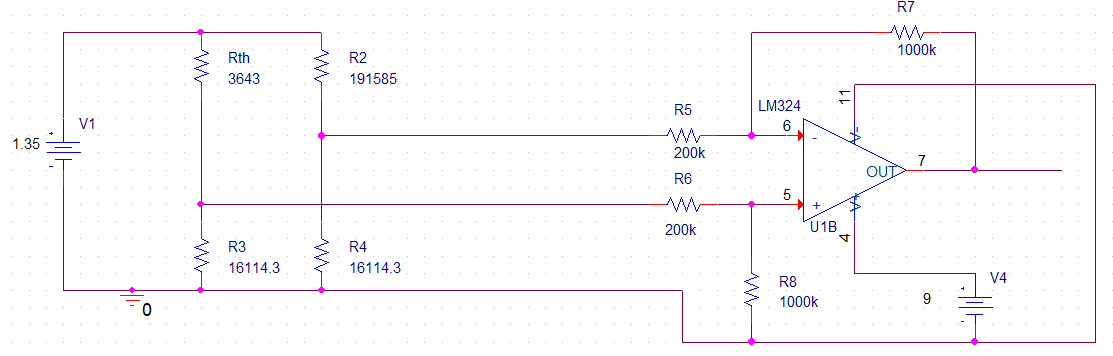 R7
1000k
Rth
3643
R2
191585
V1
1.35
R5
200k
LM324
11
6
-
V-
7
OUT
R6
200k
5
+
V+
U1B
4
R3
16114.3
R4
16114.3
R8
1000k
V4
9
0